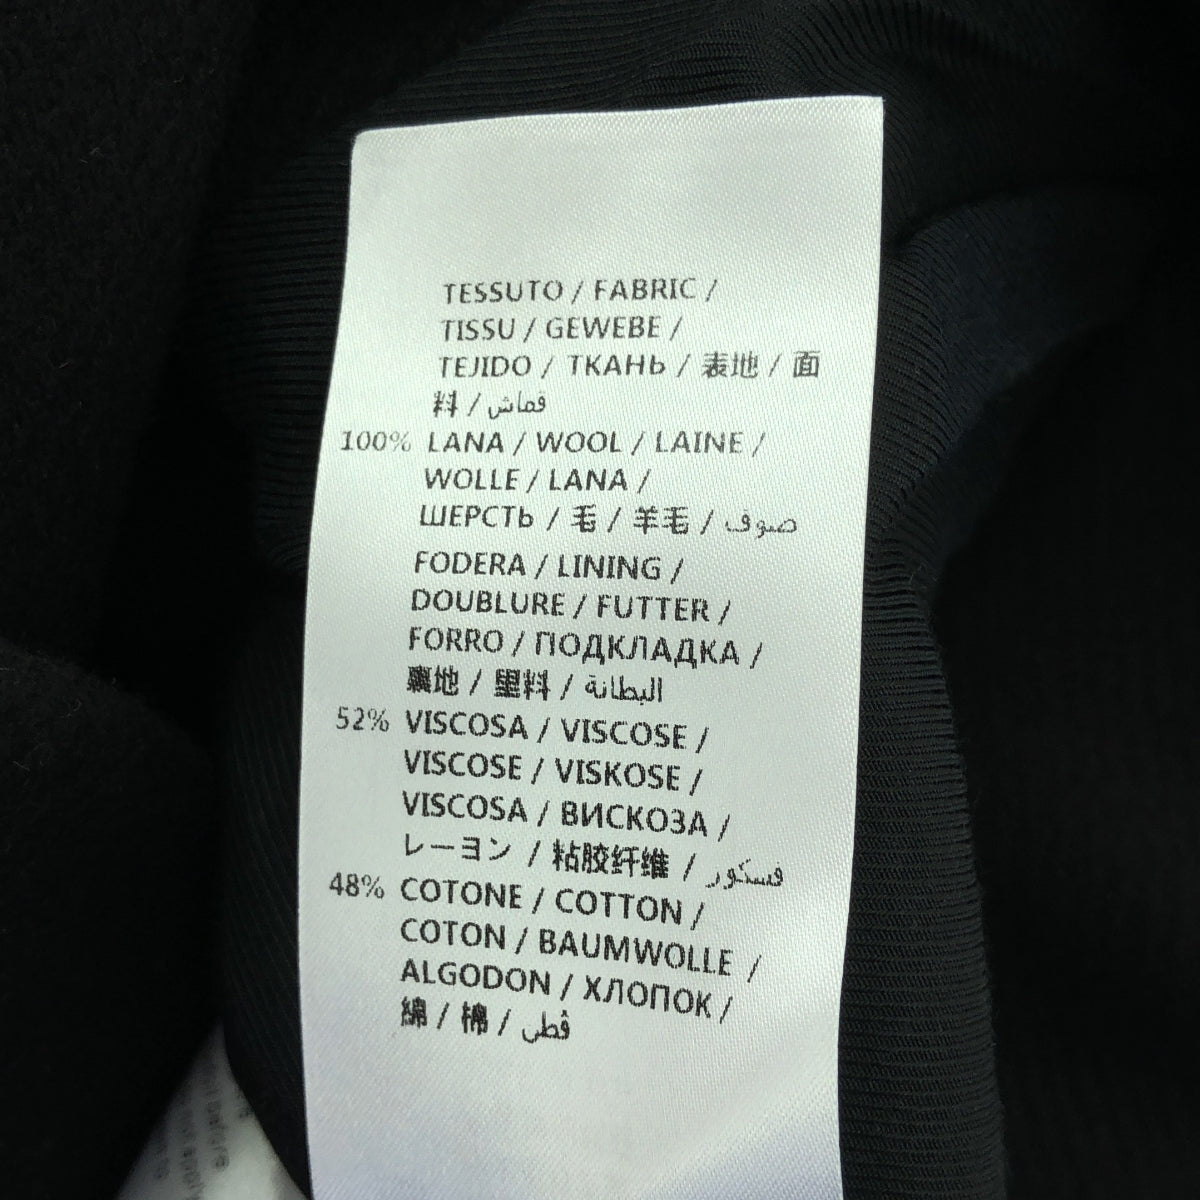 TESSUTO / FABRIC /
TISSU / GEWEBE /
TEJIDO / ТКАНЬ / 表地 / 面
料 / قماش
100% LANA / WOOL / LAINE /
WOLLE / LANA /
ШЕРСТЬ / 毛 / 羊毛 / صوف
FODERA / LINING /
DOUBLURE / FUTTER /
FORRO / ПОДКЛАДКА /
裏地 / 里料 / البطانة
52% VISCOSA / VISCOSE /
VISCOSE / VISKOSE /
VISCOSA / ВИСКОЗА /
レーヨン / 粘胶纤维 / فسكور
48% COTONE / COTTON /
COTON / BAUMWOLLE /
ALGODON / ХЛОПОК /
綿 / 棉 / قطن
before